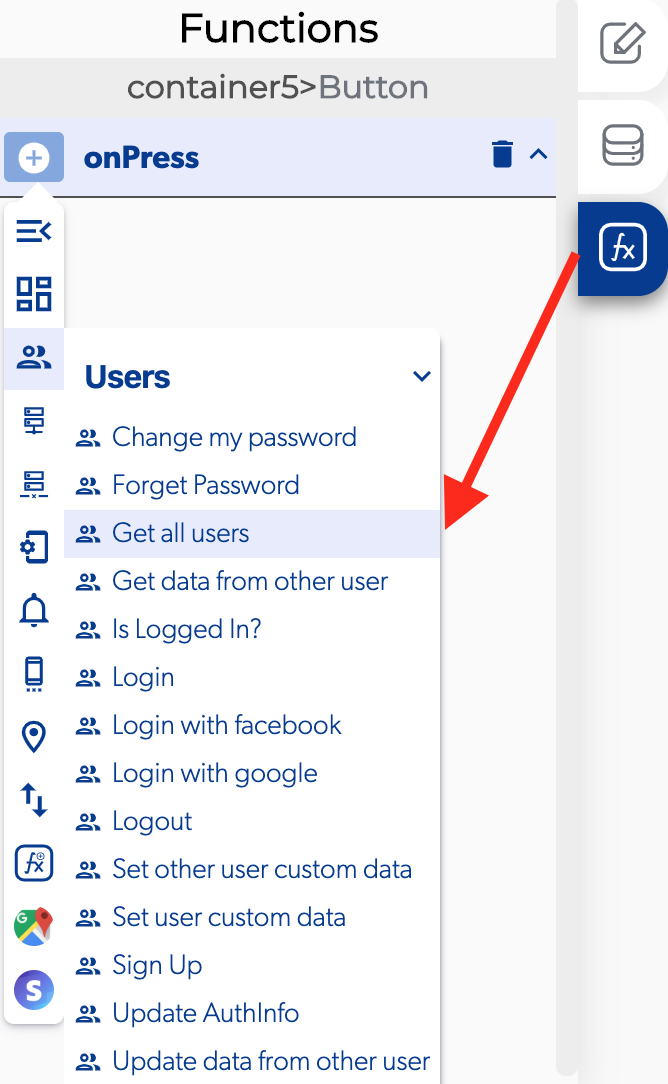 Functions
container5>Button
onPress
fx
Users
Change my password
Forget Password
Get all users
Get data from other user
Is Logged In?
Login
Login with facebook
Login with google
Logout
Set other user custom data
fx
Set user custom data
G
Sign Up
S
Update AuthInfo
Update data from other user